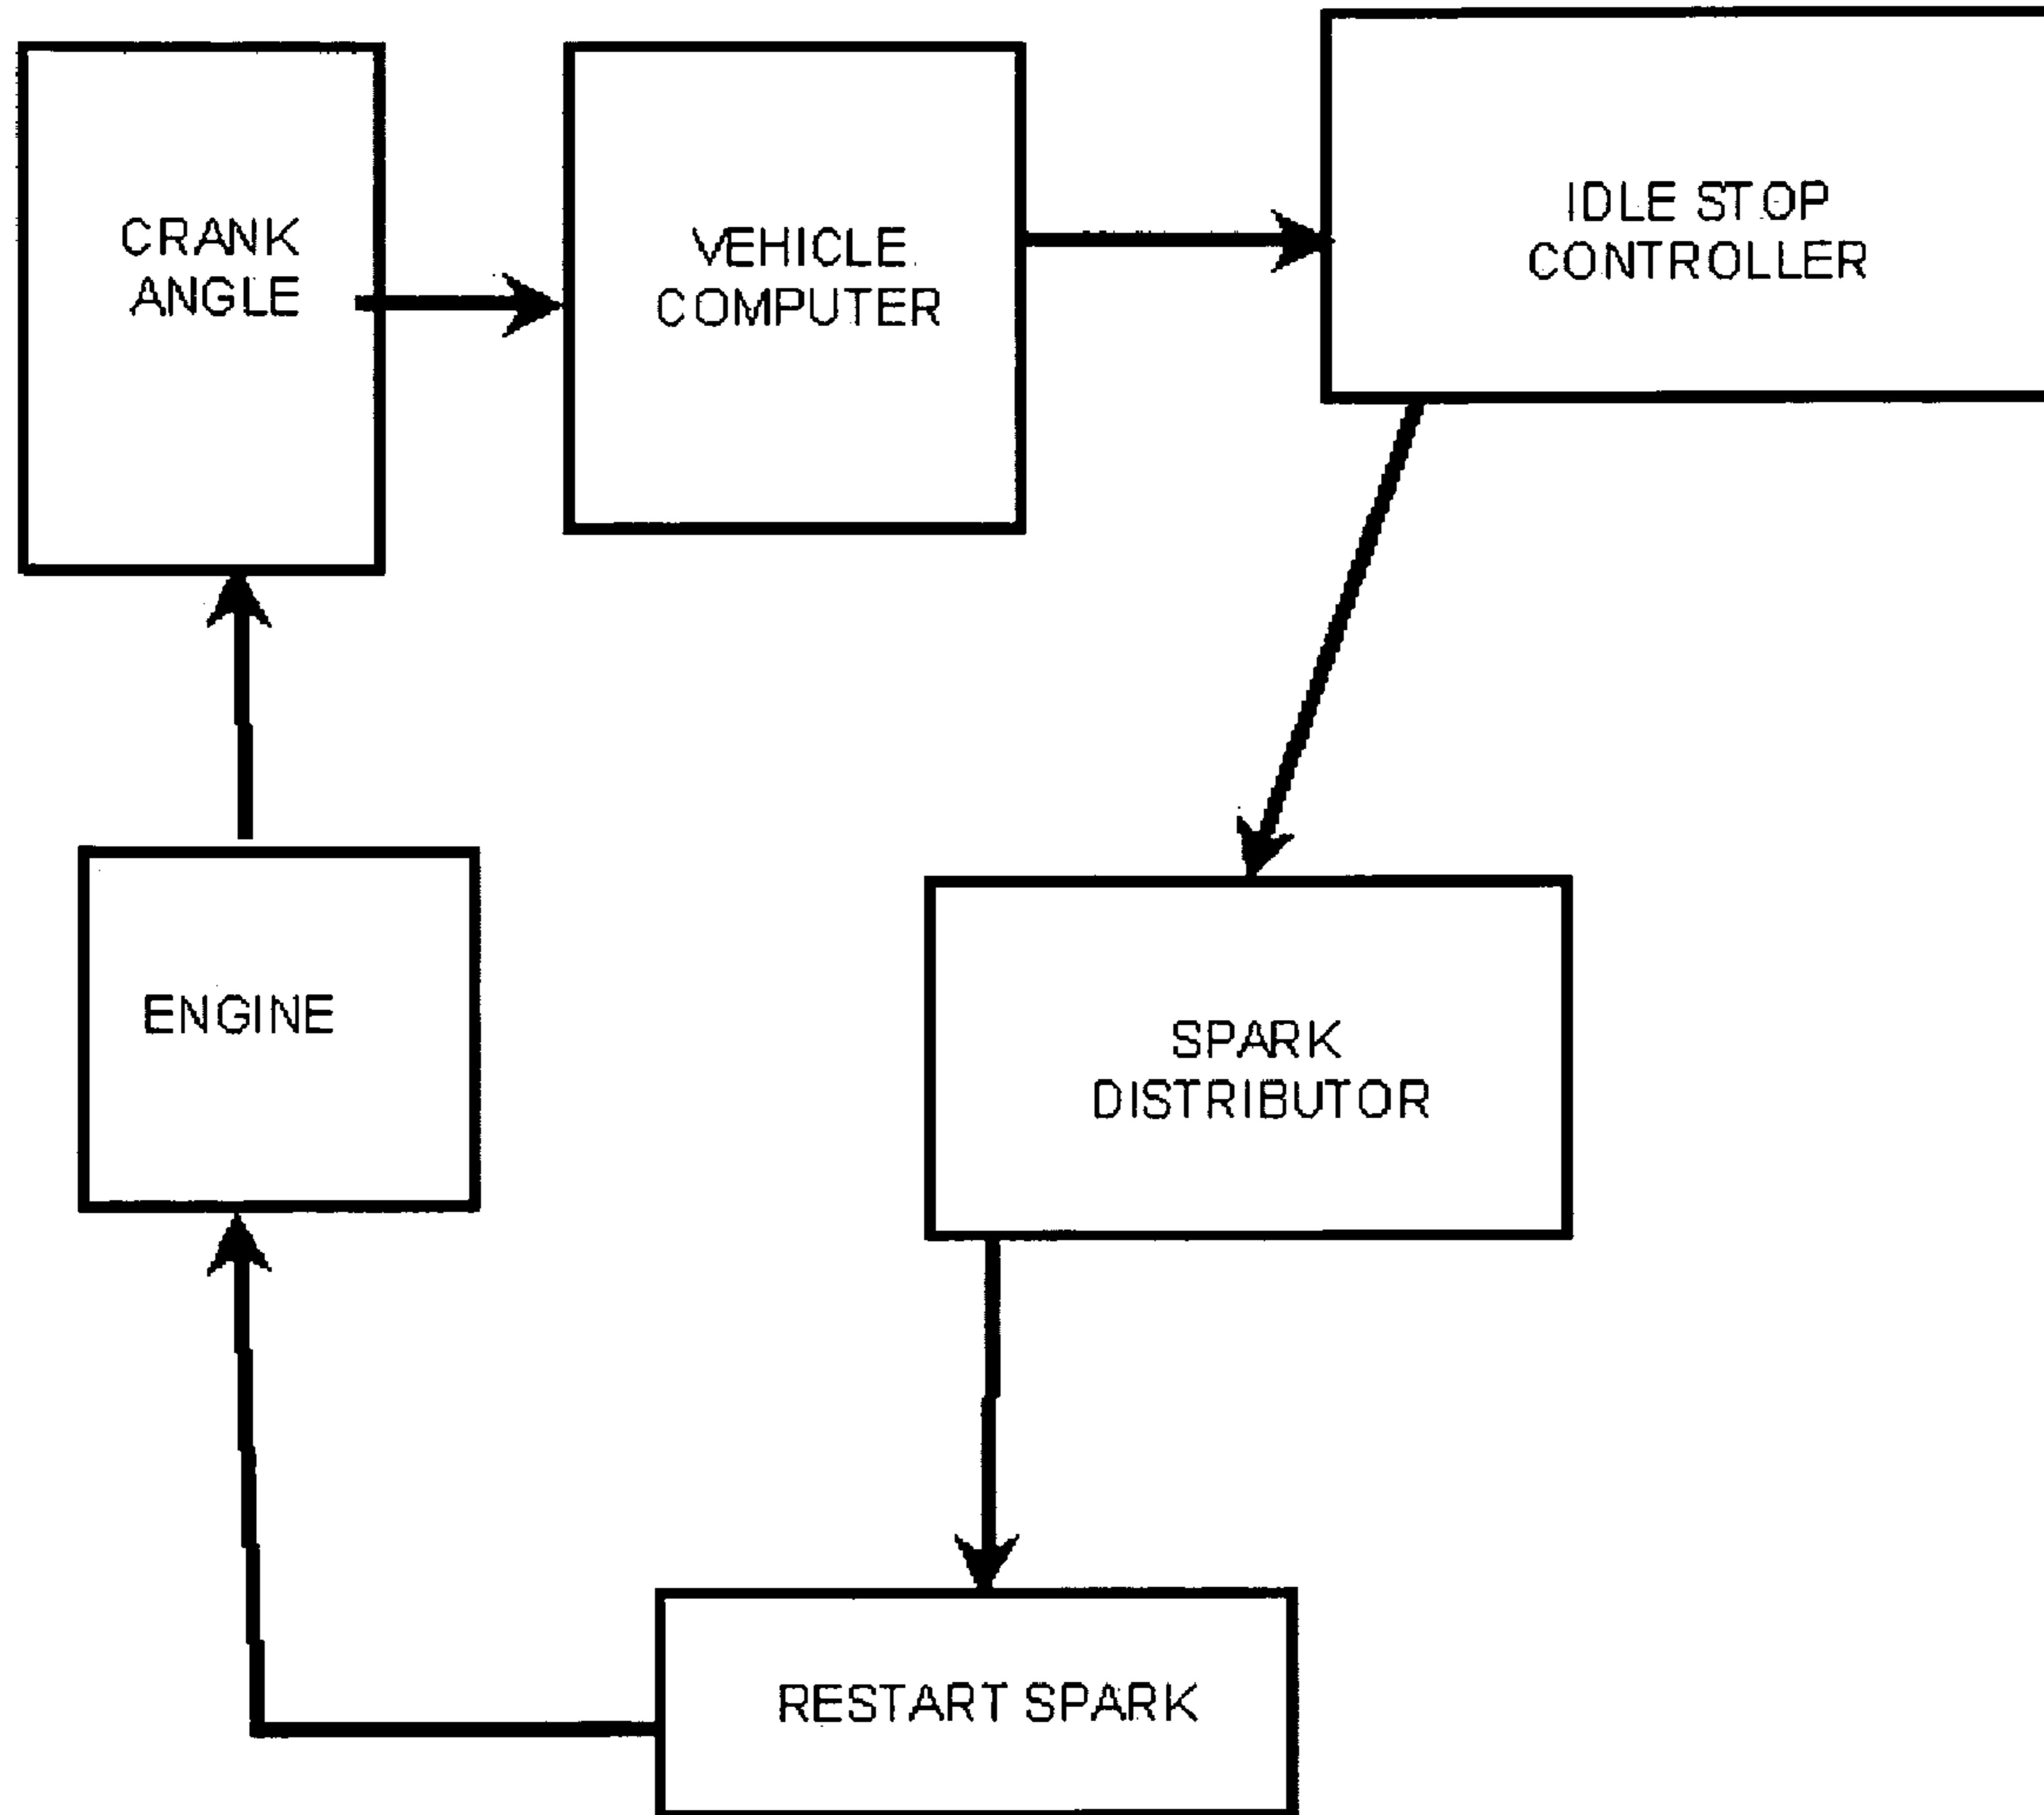 CRANK
ANGLE
VEHICLE
COMPUTER
IDLE STOP
CONTROLLER
ENGINE
SPARK
DISTRIBUTOR
RESTART SPARK